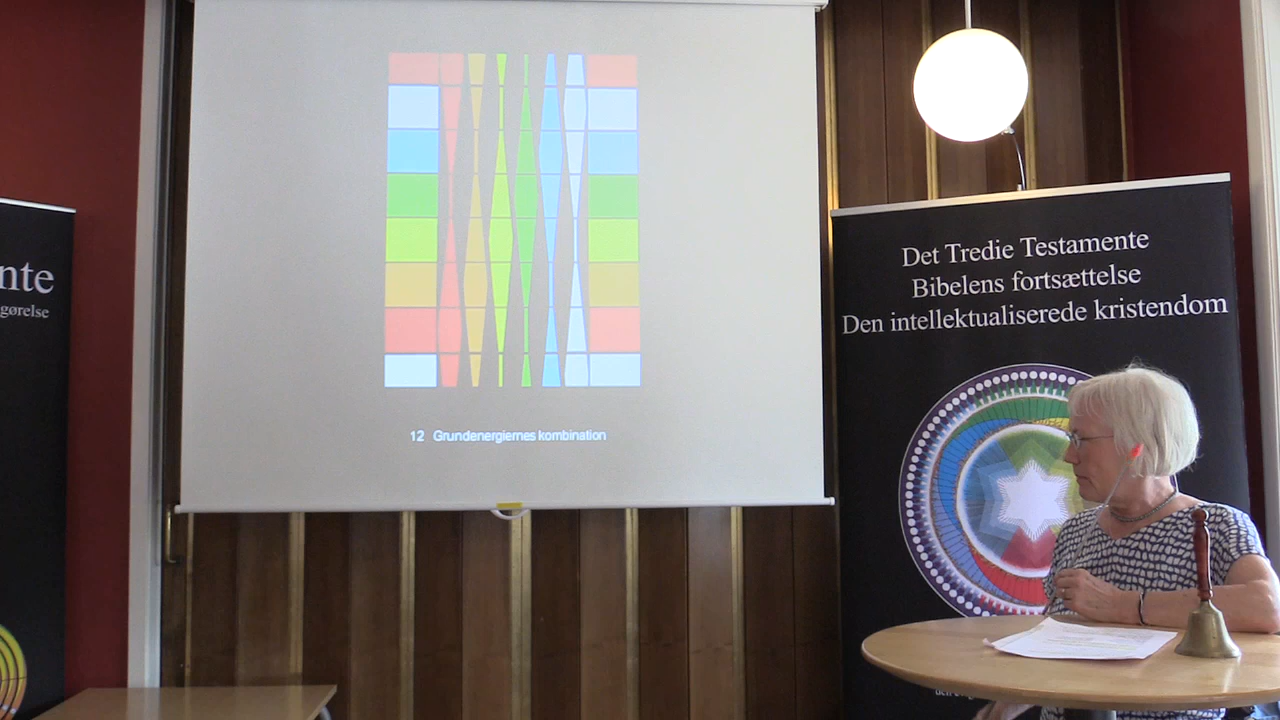 nte
gørelse
12 Grundenergiernes kombination
Det Tredie Testamente
Bibelens fortsættelse
Den intellektualiserede kristendom